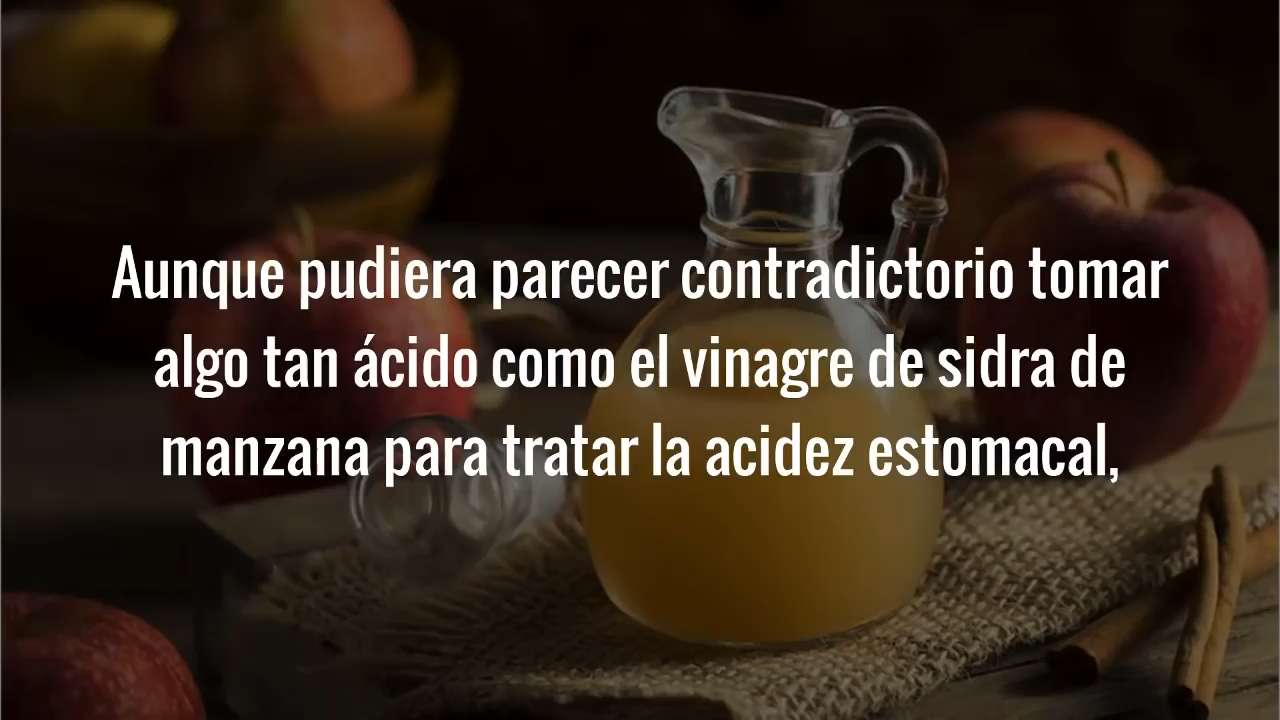 Aunque pudiera parecer contradictorio tomar
algo tan ácido como el vinagre de sidra de
manzana para tratar la acidez estomacal,